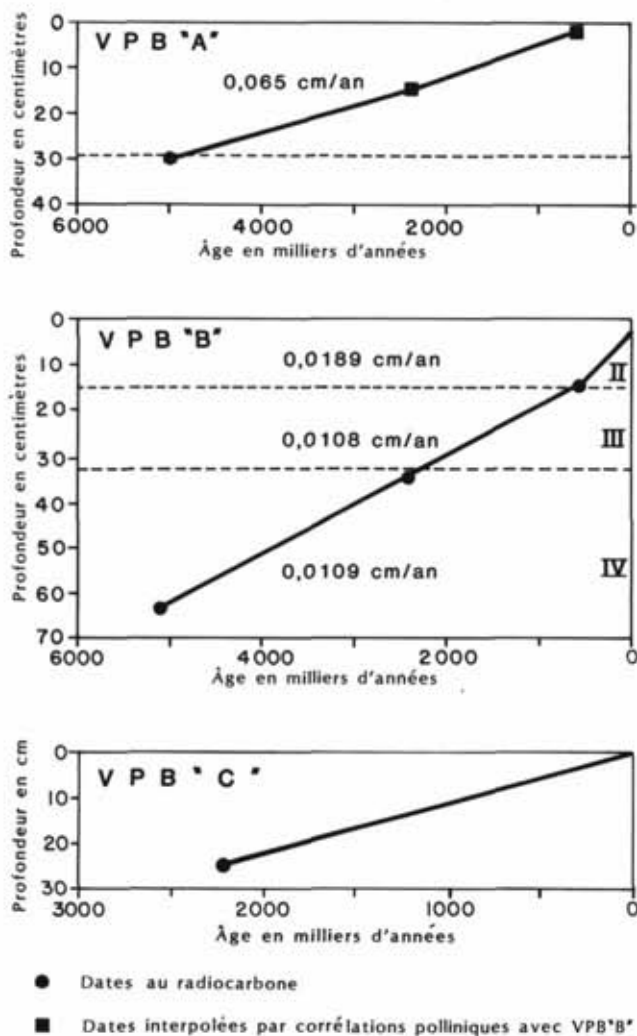 VPB "A"
0
10
20
30
40
Profondeur en centimètres
0,065 cm/an
6000 4000 2000 0
Âge en milliers d'années
VPB "B"
0
10
20
30
40
50
60
70
Profondeur en centimètres
0,0189 cm/an
II
0,0108 cm/an
III
0,0109 cm/an
IV
6000 4000 2000 0
Âge en milliers d'années
VPB "C"
0
10
20
30
Profondeur en cm
3000 2000 1000 0
Âge en milliers d'années
Dates au radiocarbone
Dates interpolées par corrélations polliniques avec VPB"B"